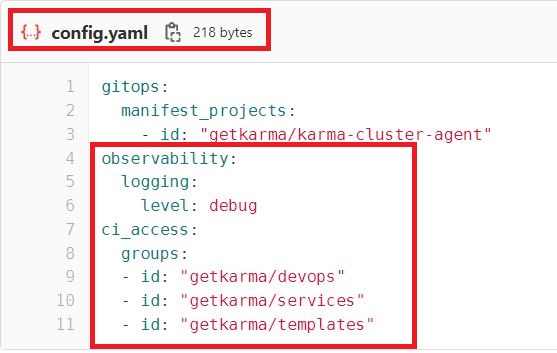 {...} config.yaml 218 bytes
1 gitops:
2   manifest_projects:
3     - id: "getkarma/karma-cluster-agent"
4 observability:
5   logging:
6     level: debug
7 ci_access:
8   groups:
9   - id: "getkarma/devops"
10   - id: "getkarma/services"
11   - id: "getkarma/templates"